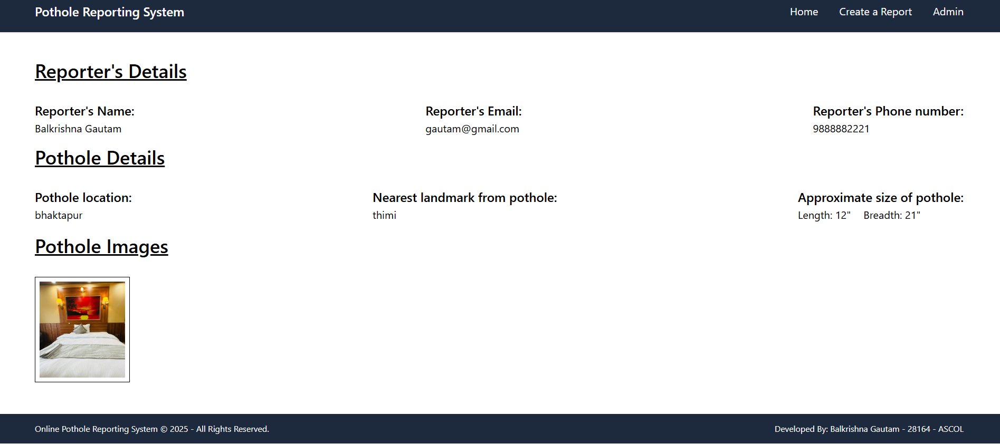 Pothole Reporting System
Home Create a Report Admin
Reporter's Details
Reporter's Name: Reporter's Email: Reporter's Phone number:
Balkrishna Gautam gautam@gmail.com 9888882221
Pothole Details
Pothole location: Nearest landmark from pothole: Approximate size of pothole:
bhaktapur thimi Length: 12" Breadth: 21"
Pothole Images
Online Pothole Reporting System © 2025 - All Rights Reserved.
Developed By: Balkrishna Gautam - 28164 - ASCOL